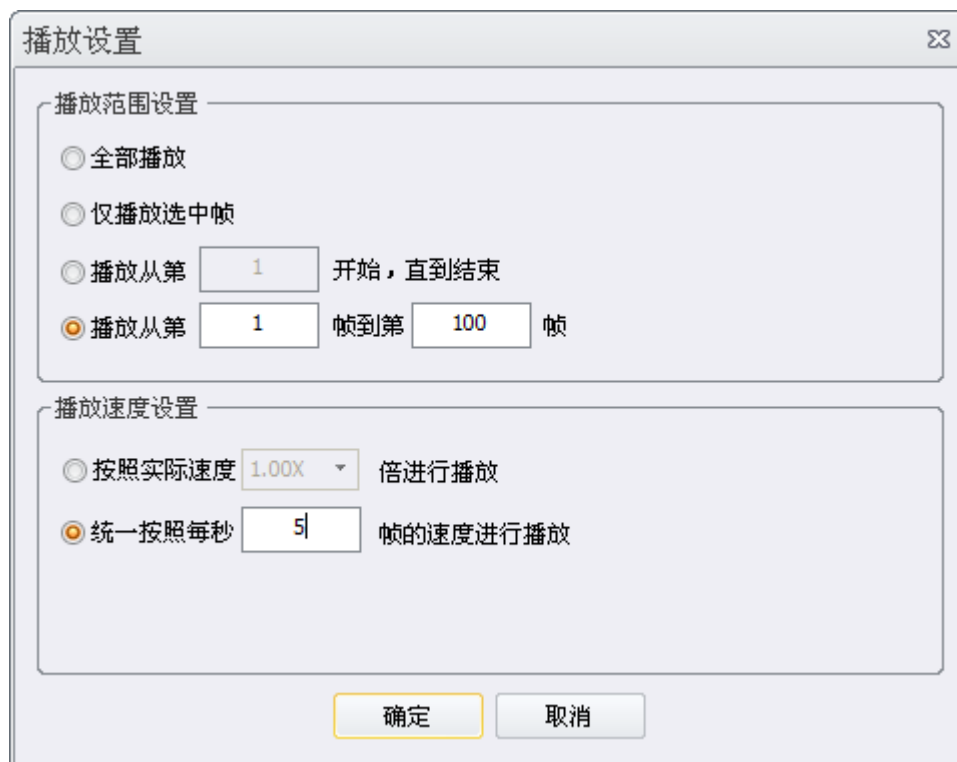 播放设置
播放范围设置
全部播放
仅播放选中帧
播放从第 1 开始，直到结束
播放从第 1 帧到第 100 帧
播放速度设置
按照实际速度 1.00X 倍进行播放
统一按照每秒 5 帧的速度进行播放
确定 取消